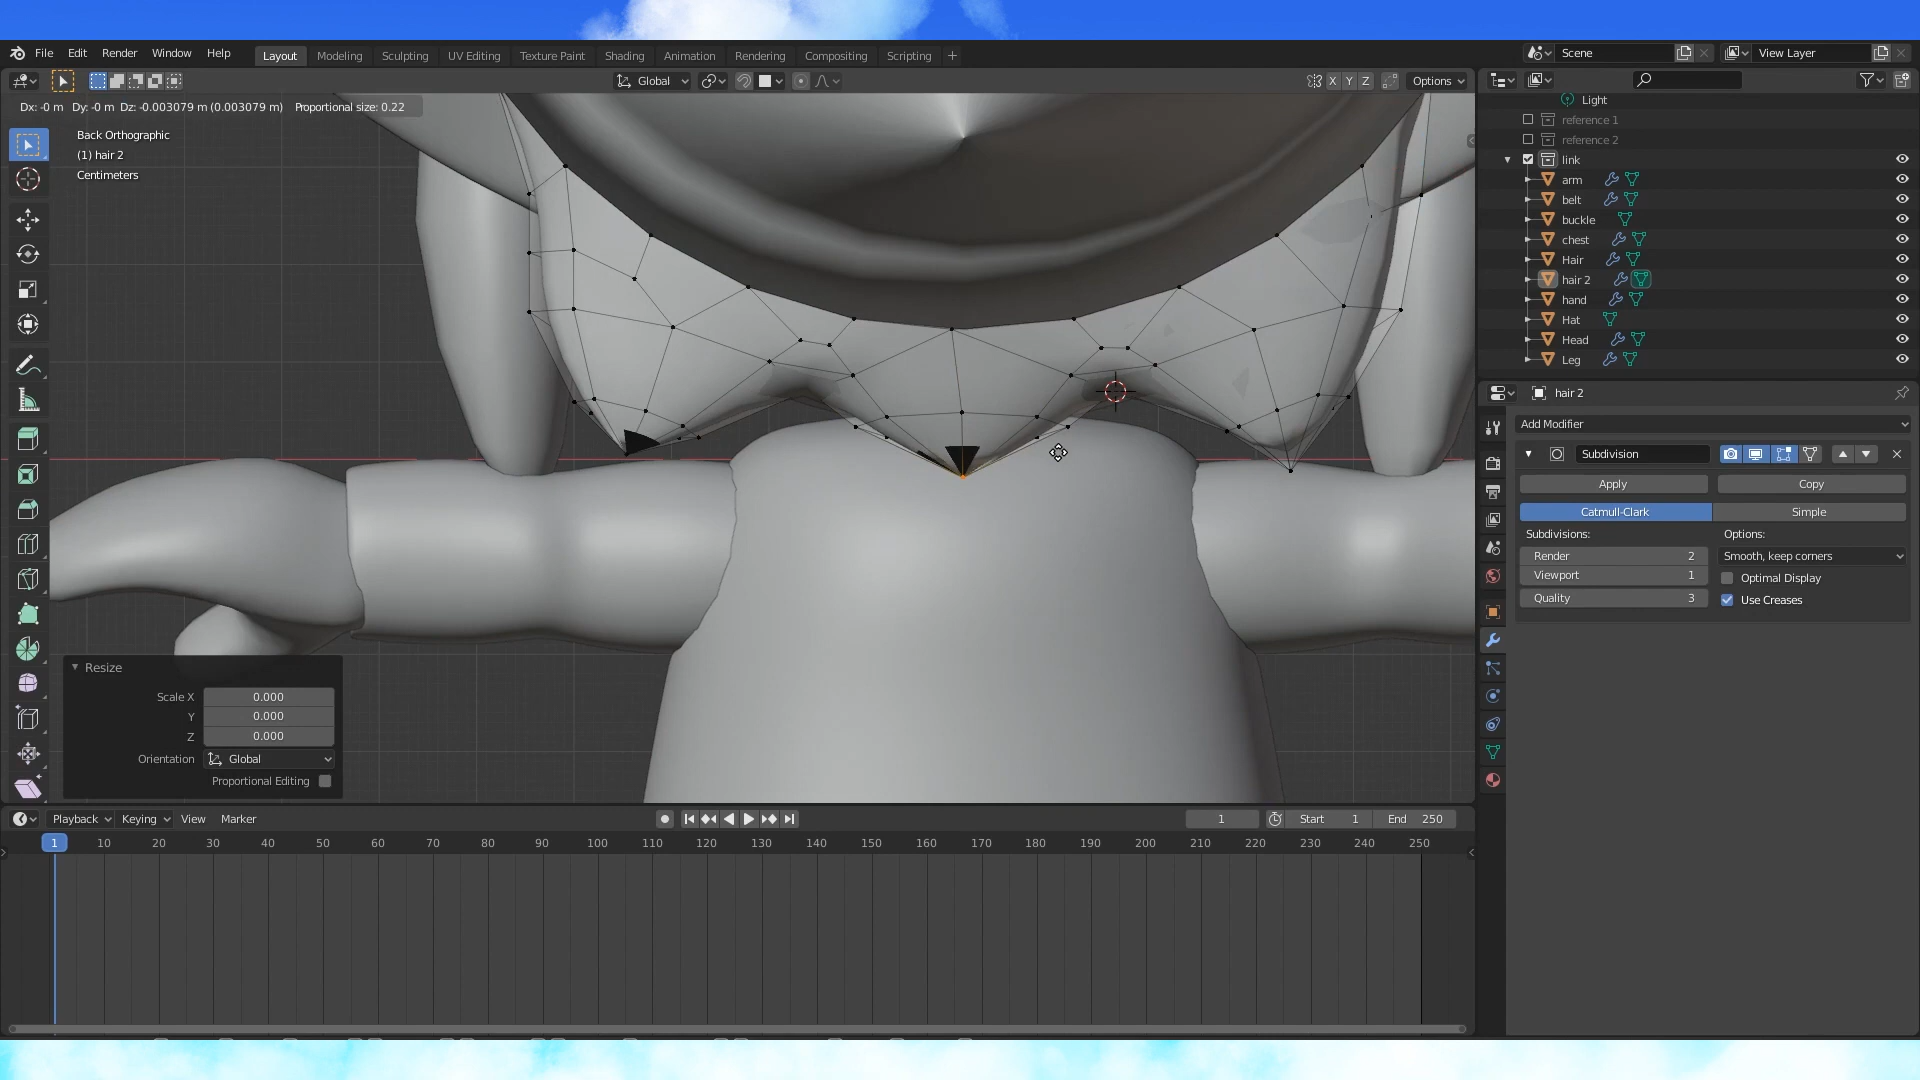 File Edit Render Window Help
Layout Modeling Sculpting UV Editing Texture Paint Shading Animation Rendering Compositing Scripting +
Scene
View Layer
Global
X Y Z Options
Dx: -0 m Dy: -0 m Dz: -0.003079 m (0.003079 m) Proportional size: 0.22
Back Orthographic
(1) hair 2
Centimeters
Resize
Scale X 0.000
Y 0.000
Z 0.000
Orientation Global
Proportional Editing
Playback Keying View Marker
1
Start 1
End 250
1 10 20 30 40 50 60 70 80 90 100 110 120 130 140 150 160 170 180 190 200 210 220 230 240 250
Light
reference 1
reference 2
link
arm
belt
buckle
chest
Hair
hair 2
hand
Hat
Head
Leg
hair 2
Add Modifier
Subdivision
Apply Copy
Catmull-Clark Simple
Subdivisions: Options:
Render 2 Smooth, keep corners
Viewport 1 Optimal Display
Quality 3 Use Creases